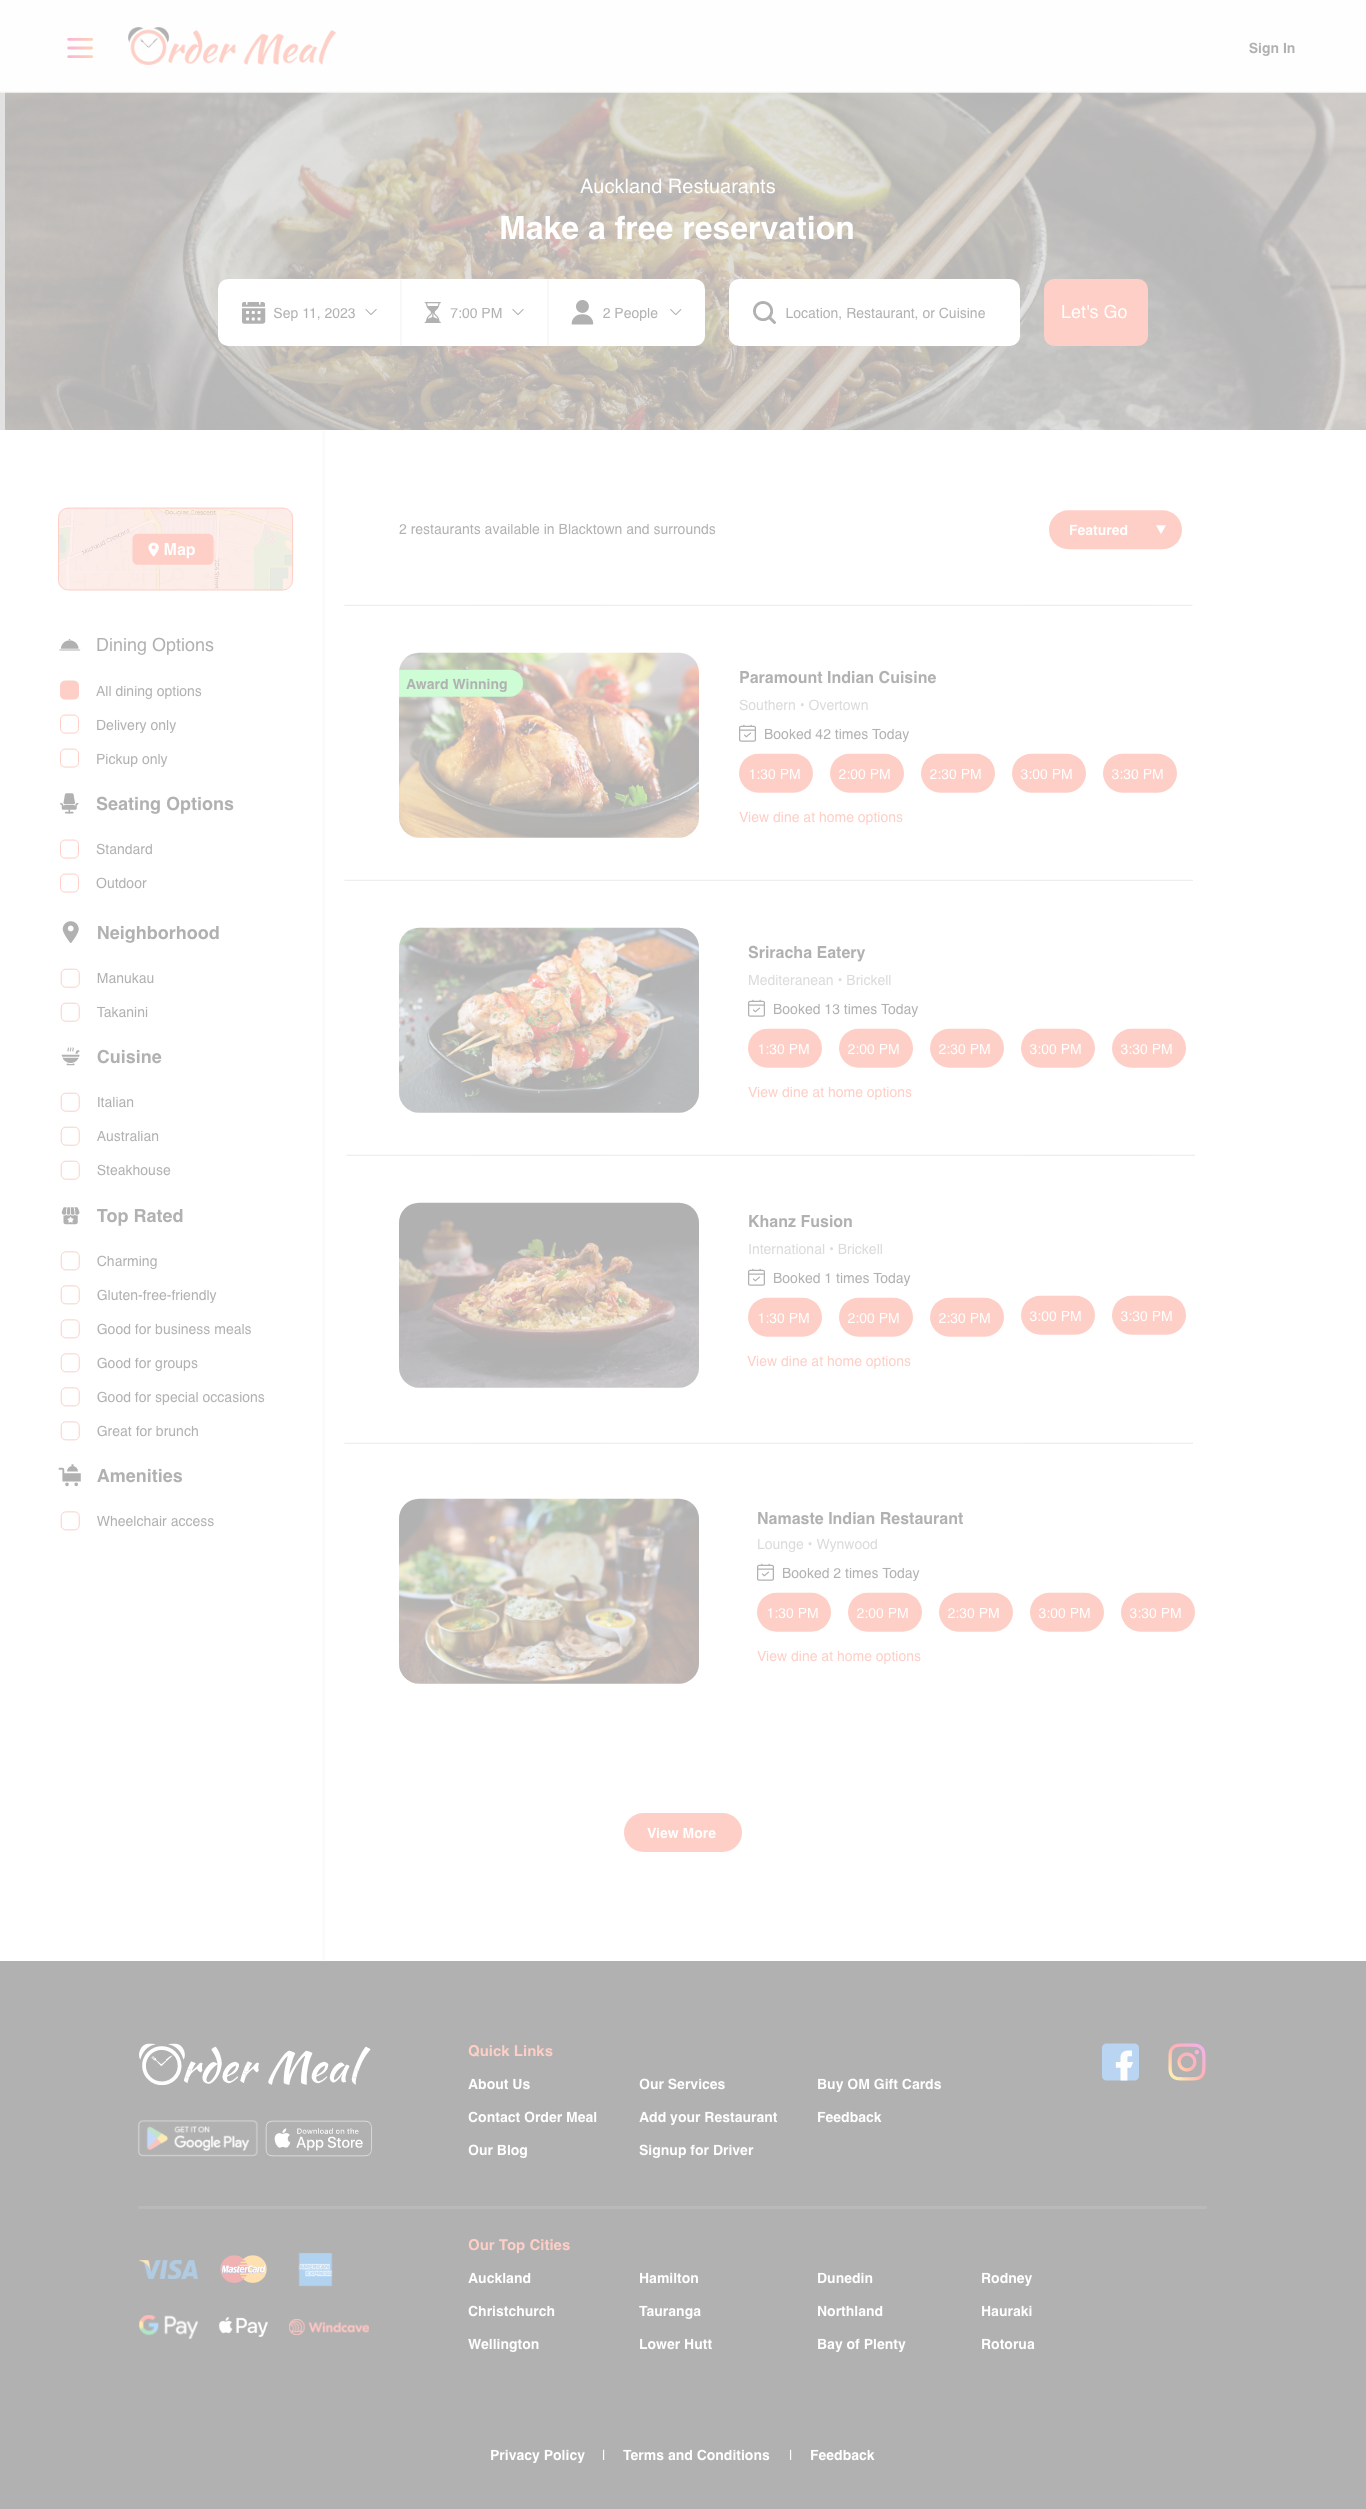 Order Meal
Sign In
Auckland Restuarants
Make a free reservation
Sep 11, 2023
7:00 PM
2 People
Location, Restaurant, or Cuisine
Let's Go
Map
2 restaurants available in Blacktown and surrounds
Featured
Dining Options
All dining options
Delivery only
Pickup only
Seating Options
Standard
Outdoor
Neighborhood
Manukau
Takanini
Cuisine
Italian
Australian
Steakhouse
Top Rated
Charming
Gluten-free-friendly
Good for business meals
Good for groups
Good for special occasions
Great for brunch
Amenities
Wheelchair access
Award Winning
Paramount Indian Cuisine
Southern • Overtown
Booked 42 times Today
1:30 PM 2:00 PM 2:30 PM 3:00 PM 3:30 PM
View dine at home options
Sriracha Eatery
Mediteranean • Brickell
Booked 13 times Today
1:30 PM 2:00 PM 2:30 PM 3:00 PM 3:30 PM
View dine at home options
Khanz Fusion
International • Brickell
Booked 1 times Today
1:30 PM 2:00 PM 2:30 PM 3:00 PM 3:30 PM
View dine at home options
Namaste Indian Restaurant
Lounge • Wynwood
Booked 2 times Today
1:30 PM 2:00 PM 2:30 PM 3:00 PM 3:30 PM
View dine at home options
View More
Order Meal
GET IT ON
Google Play
Download on the
App Store
Quick Links
About Us
Our Services
Buy OM Gift Cards
Contact Order Meal
Add your Restaurant
Feedback
Our Blog
Signup for Driver
VISA
MasterCard
AMERICAN EXPRESS
G Pay
Pay
Windcave
Our Top Cities
Auckland
Hamilton
Dunedin
Rodney
Christchurch
Tauranga
Northland
Hauraki
Wellington
Lower Hutt
Bay of Plenty
Rotorua
Privacy Policy | Terms and Conditions | Feedback